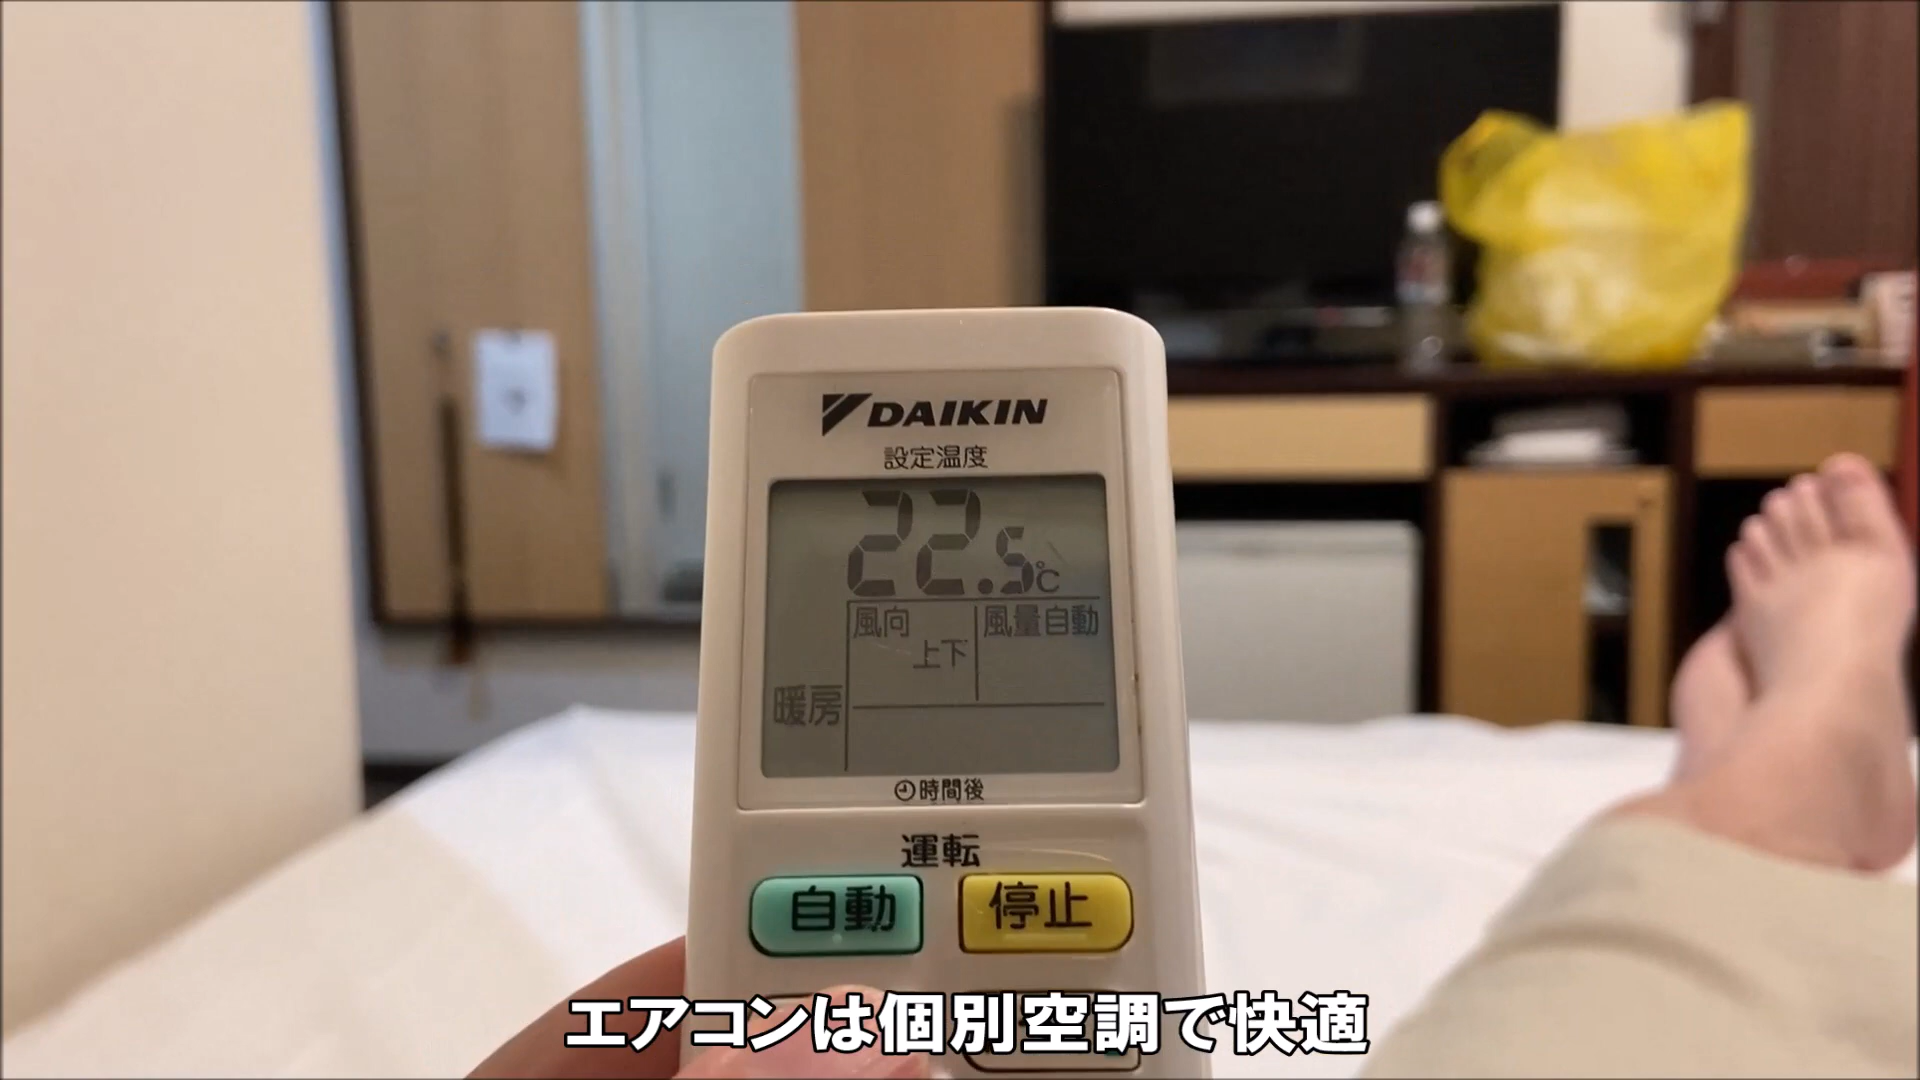 DAIKIN
設定温度
22.5℃
風向
上下
風量自動
暖房
時間後
運転
自動
停止
エアコンは個別空調で快適